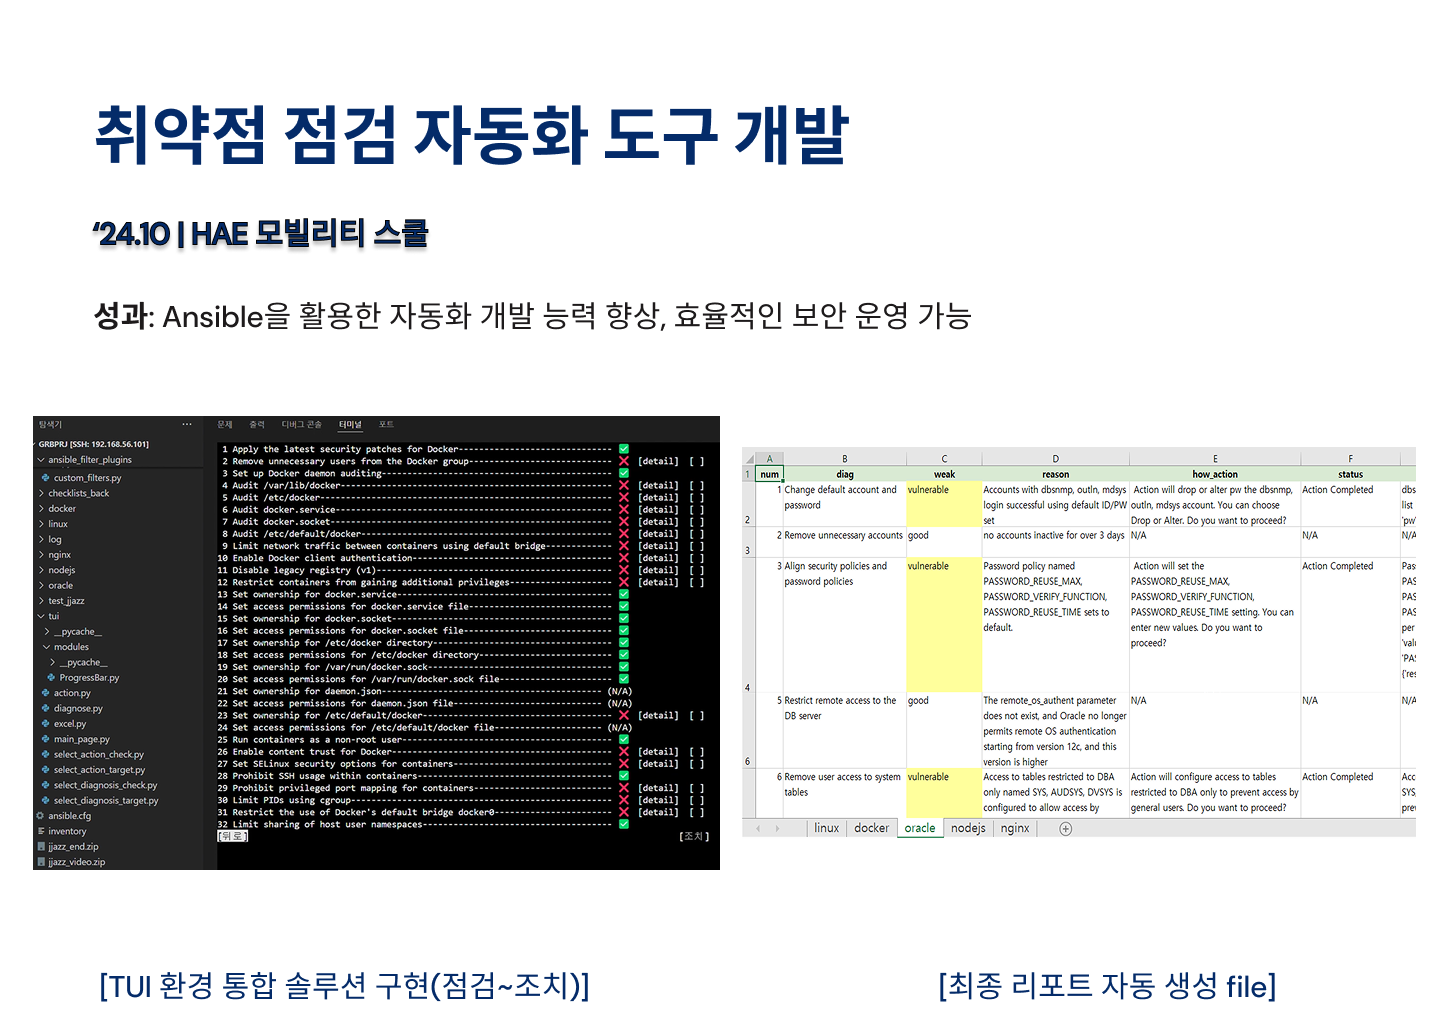 취약점 점검 자동화 도구 개발
‘24.10 | HAE 모빌리티 스쿨
성과: Ansible을 활용한 자동화 개발 능력 향상, 효율적인 보안 운영 가능
탐색기 ···
GRBPRJ [SSH: 192.168.56.101]
ansible_filter_plugins
custom_filters.py
checklists_back
docker
linux
log
nginx
nodejs
oracle
test_jjazz
tui
__pycache__
modules
__pycache__
ProgressBar.py
action.py
diagnose.py
excel.py
main_page.py
select_action_check.py
select_action_target.py
select_diagnosis_check.py
select_diagnosis_target.py
ansible.cfg
inventory
jjazz_end.zip
jjazz_video.zip
문제 출력 디버그 콘솔 터미널 포트
1 Apply the latest security patches for Docker ✅
2 Remove unnecessary users from the Docker group ❌ [detail] [ ]
3 Set up Docker daemon auditing ✅
4 Audit /var/lib/docker ❌ [detail] [ ]
5 Audit /etc/docker ❌ [detail] [ ]
6 Audit docker.service ❌ [detail] [ ]
7 Audit docker.socket ❌ [detail] [ ]
8 Audit /etc/default/docker ❌ [detail] [ ]
9 Limit network traffic between containers using default bridge ❌ [detail] [ ]
10 Enable Docker client authentication ❌ [detail] [ ]
11 Disable legacy registry (v1) ❌ [detail] [ ]
12 Restrict containers from gaining additional privileges ❌ [detail] [ ]
13 Set ownership for docker.service ✅
14 Set access permissions for docker.service file ✅
15 Set ownership for docker.socket ✅
16 Set access permissions for docker.socket file ✅
17 Set ownership for /etc/docker directory ✅
18 Set access permissions for /etc/docker directory ✅
19 Set ownership for /var/run/docker.sock ✅
20 Set access permissions for /var/run/docker.sock file ✅
21 Set ownership for daemon.json (N/A)
22 Set access permissions for daemon.json file (N/A)
23 Set ownership for /etc/default/docker ❌ [detail] [ ]
24 Set access permissions for /etc/default/docker file (N/A)
25 Run containers as a non-root user ✅
26 Enable content trust for Docker ❌ [detail] [ ]
27 Set SELinux security options for containers ❌ [detail] [ ]
28 Prohibit SSH usage within containers ✅
29 Prohibit privileged port mapping for containers ❌ [detail] [ ]
30 Limit PIDs using cgroup ❌ [detail] [ ]
31 Restrict the use of Docker's default bridge docker0 ❌ [detail] [ ]
32 Limit sharing of host user namespaces ✅
[뒤로] [조치]
A B C D E F
1 num diag weak reason how_action status
1 Change default account and password vulnerable Accounts with dbsnmp, outln, mdsys login successful using default ID/PW set Action will drop or alter pw the dbsnmp, outln, mdsys account. You can choose Drop or Alter. Do you want to proceed? Action Completed dbs list 'pw'
2
2 Remove unnecessary accounts good no accounts inactive for over 3 days N/A N/A N/A
3
3 Align security policies and password policies vulnerable Password policy named PASSWORD_REUSE_MAX, PASSWORD_VERIFY_FUNCTION, PASSWORD_REUSE_TIME sets to default. Action will set the PASSWORD_REUSE_MAX, PASSWORD_VERIFY_FUNCTION, PASSWORD_REUSE_TIME setting. You can enter new values. Do you want to proceed? Action Completed Pas PAS PAS PAS per 'valu 'PAS {'res
4
5 Restrict remote access to the DB server good The remote_os_authent parameter does not exist, and Oracle no longer permits remote OS authentication starting from version 12c, and this version is higher N/A N/A N/A
6
6 Remove user access to system tables vulnerable Access to tables restricted to DBA only named SYS, AUDSYS, DVSYS is configured to allow access by Action will configure access to tables restricted to DBA only to prevent access by general users. Do you want to proceed? Action Completed Acc SYS, prev
linux docker oracle nodejs nginx
[TUI 환경 통합 솔루션 구현(점검~조치)]
[최종 리포트 자동 생성 file]